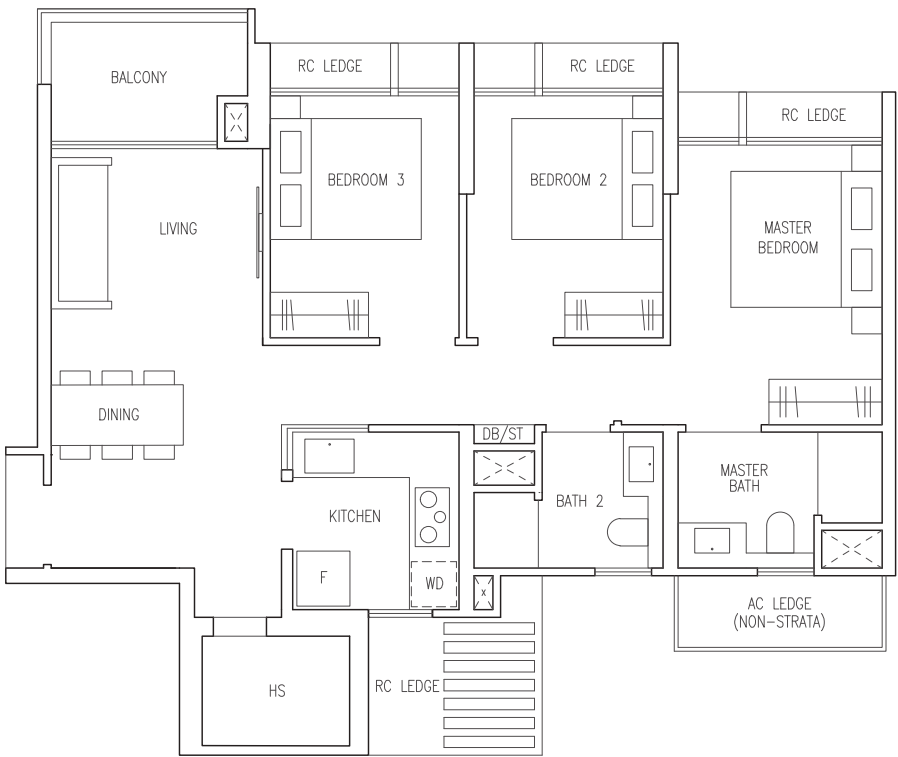 RC LEDGE
RC LEDGE
BALCONY
RC LEDGE
BEDROOM 3
BEDROOM 2
LIVING
MASTER
BEDROOM
DINING
DB/ST
MASTER
BATH
BATH 2
KITCHEN
F
WD
x
AC LEDGE
(NON-STRATA)
HS
RC LEDGE